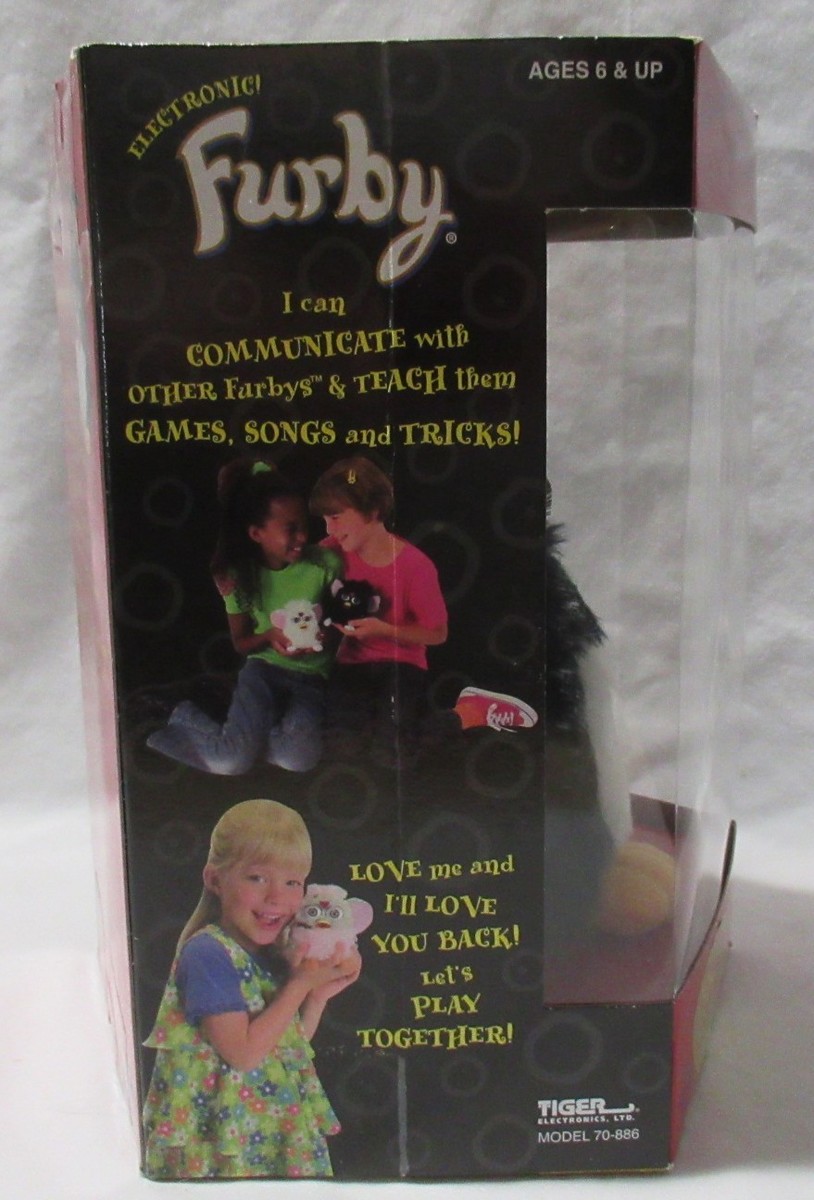 AGES 6 & UP
ELECTRONIC!
Furby®
I can
COMMUNICATE with
OTHER Furbys™ & TEACH them
GAMES, SONGS and TRICKS!
LOVE me and
I'll LOVE
YOU BACK!
Let's
PLAY
TOGETHER!
TIGER®
ELECTRONICS, LTD.
MODEL 70-886